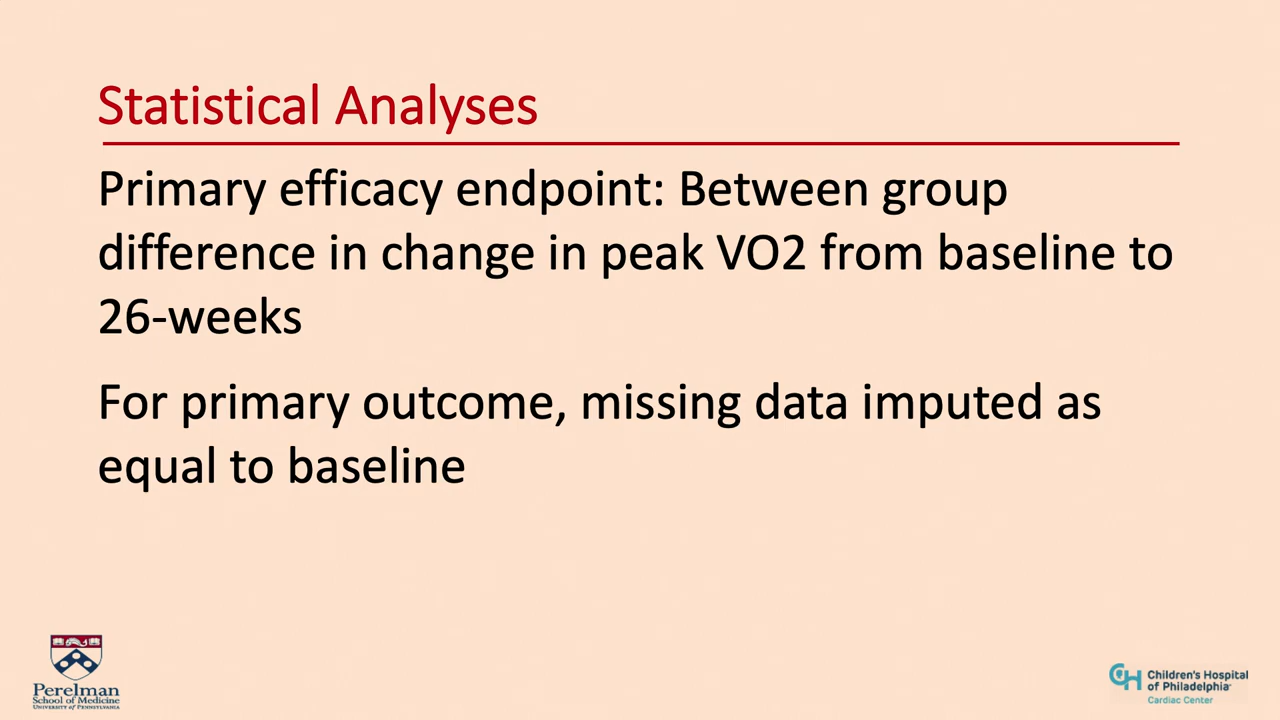 Statistical Analyses
Primary efficacy endpoint: Between group
difference in change in peak VO2 from baseline to
26-weeks
For primary outcome, missing data imputed as
equal to baseline
Perelman
School of Medicine
University of Pennsylvania
CH
Children's Hospital
of Philadelphia
Cardiac Center